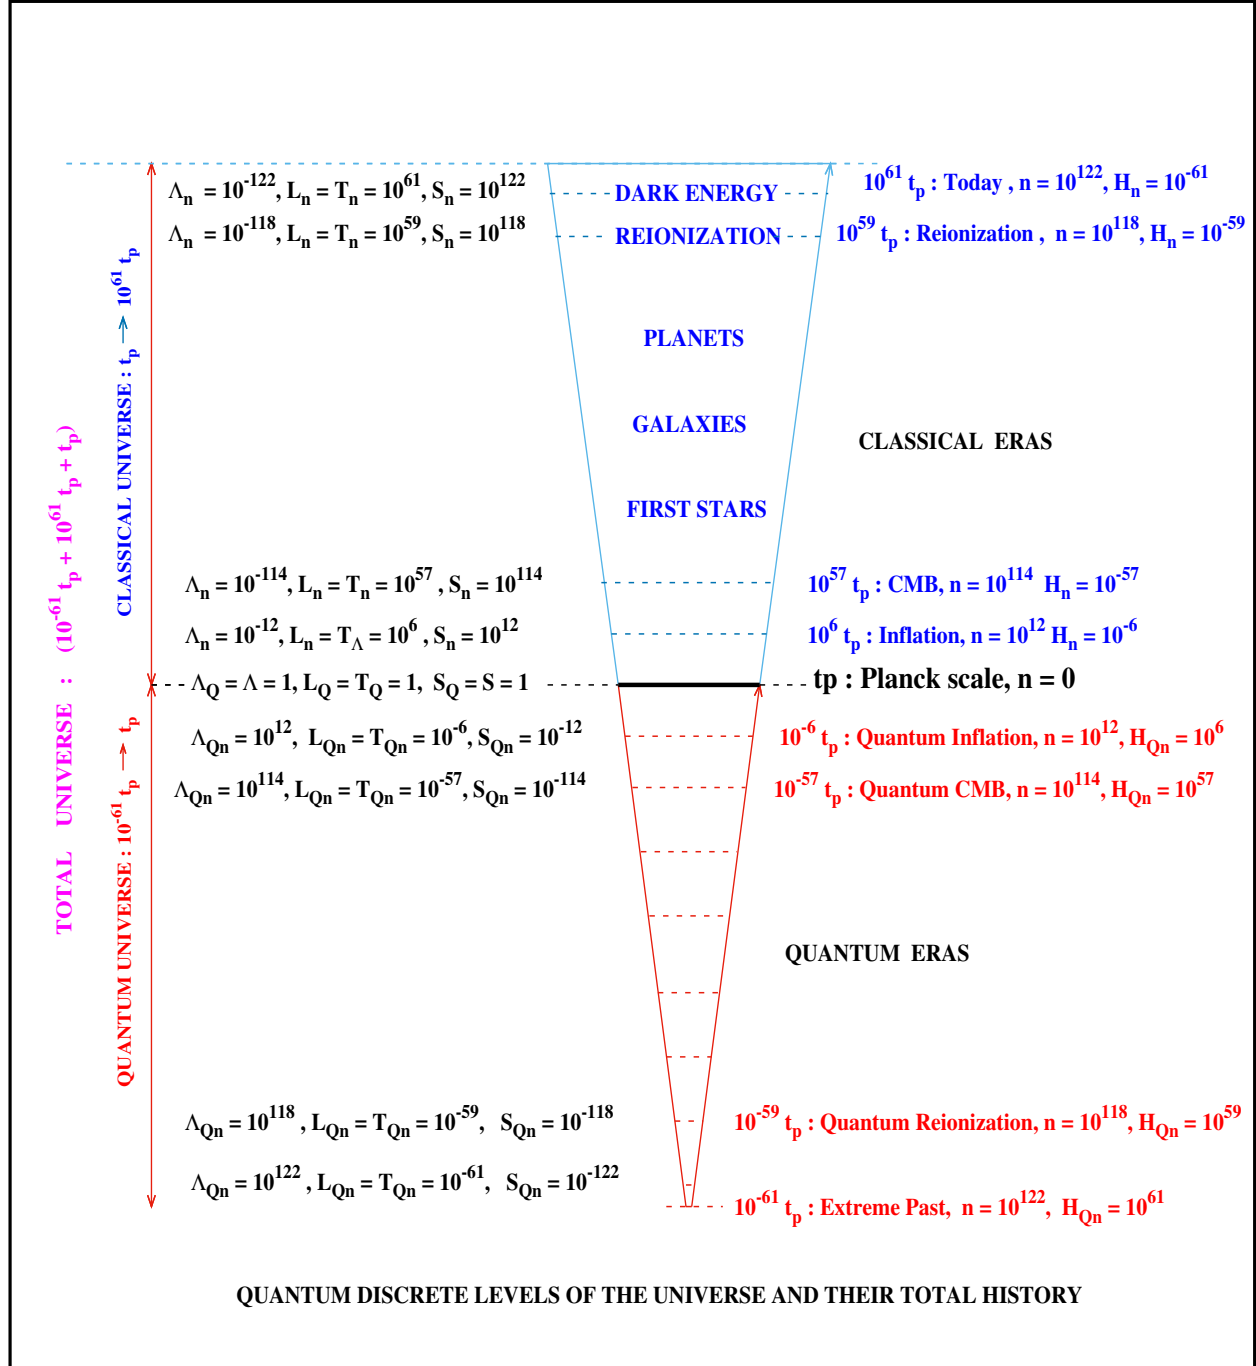 Λn = 10^-122, Ln = Tn = 10^61, Sn = 10^122
DARK ENERGY
10^61 tp : Today , n = 10^122, Hn = 10^-61
Λn = 10^-118, Ln = Tn = 10^59, Sn = 10^118
REIONIZATION
10^59 tp : Reionization , n = 10^118, Hn = 10^-59
PLANETS
GALAXIES
CLASSICAL ERAS
FIRST STARS
Λn = 10^-114, Ln = Tn = 10^57 , Sn = 10^114
10^57 tp : CMB, n = 10^114 Hn = 10^-57
Λn = 10^-12, Ln = TΛ = 10^6 , Sn = 10^12
10^6 tp : Inflation, n = 10^12 Hn = 10^-6
ΛQ = Λ = 1, LQ = TQ = 1, SQ = S = 1
tp : Planck scale, n = 0
ΛQn = 10^12, LQn = TQn = 10^-6, SQn = 10^-12
10^-6 tp : Quantum Inflation, n = 10^12, HQn = 10^6
ΛQn = 10^114, LQn = TQn = 10^-57, SQn = 10^-114
10^-57 tp : Quantum CMB, n = 10^114, HQn = 10^57
QUANTUM ERAS
ΛQn = 10^118 , LQn = TQn = 10^-59, SQn = 10^-118
10^-59 tp : Quantum Reionization, n = 10^118, HQn = 10^59
ΛQn = 10^122 , LQn = TQn = 10^-61, SQn = 10^-122
10^-61 tp : Extreme Past, n = 10^122, HQn = 10^61
TOTAL UNIVERSE : (10^-61 tp + 10^61 tp + tp)
CLASSICAL UNIVERSE : tp → 10^61 tp
QUANTUM UNIVERSE : 10^-61 tp → tp
QUANTUM DISCRETE LEVELS OF THE UNIVERSE AND THEIR TOTAL HISTORY